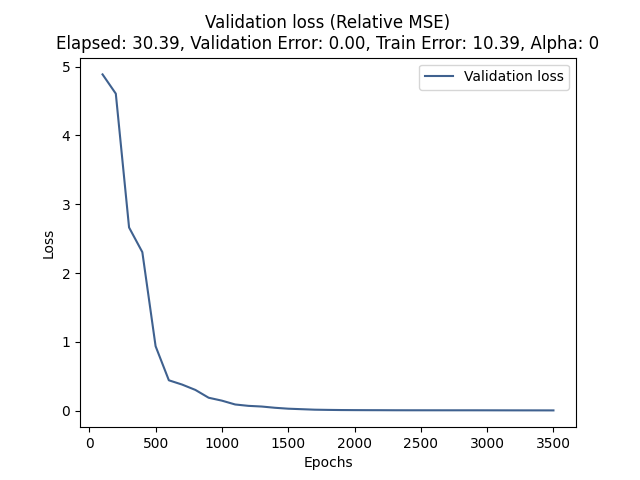 Validation loss (Relative MSE)
Elapsed: 30.39, Validation Error: 0.00, Train Error: 10.39, Alpha: 0
Validation loss
5
4
3
2
1
0
Loss
0 500 1000 1500 2000 2500 3000 3500
Epochs